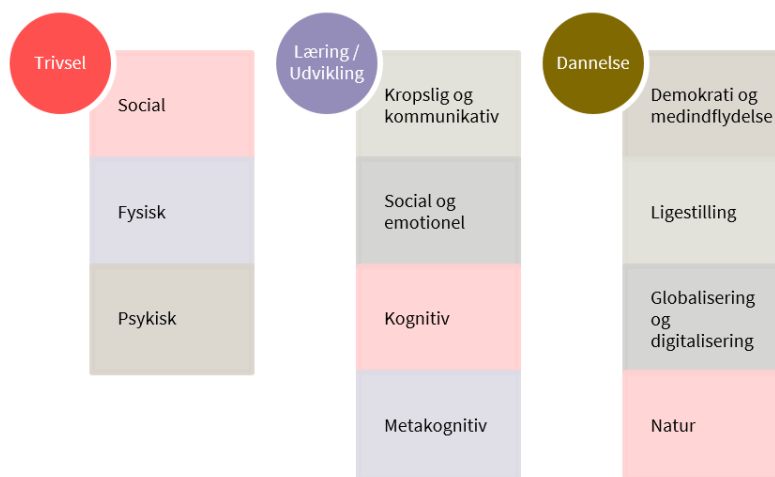 Trivsel
Social
Fysisk
Psykisk
Læring /
Udvikling
Kropslig og
kommunikativ
Social og
emotionel
Kognitiv
Metakognitiv
Dannelse
Demokrati og
medindflydelse
Ligestilling
Globalisering
og
digitalisering
Natur